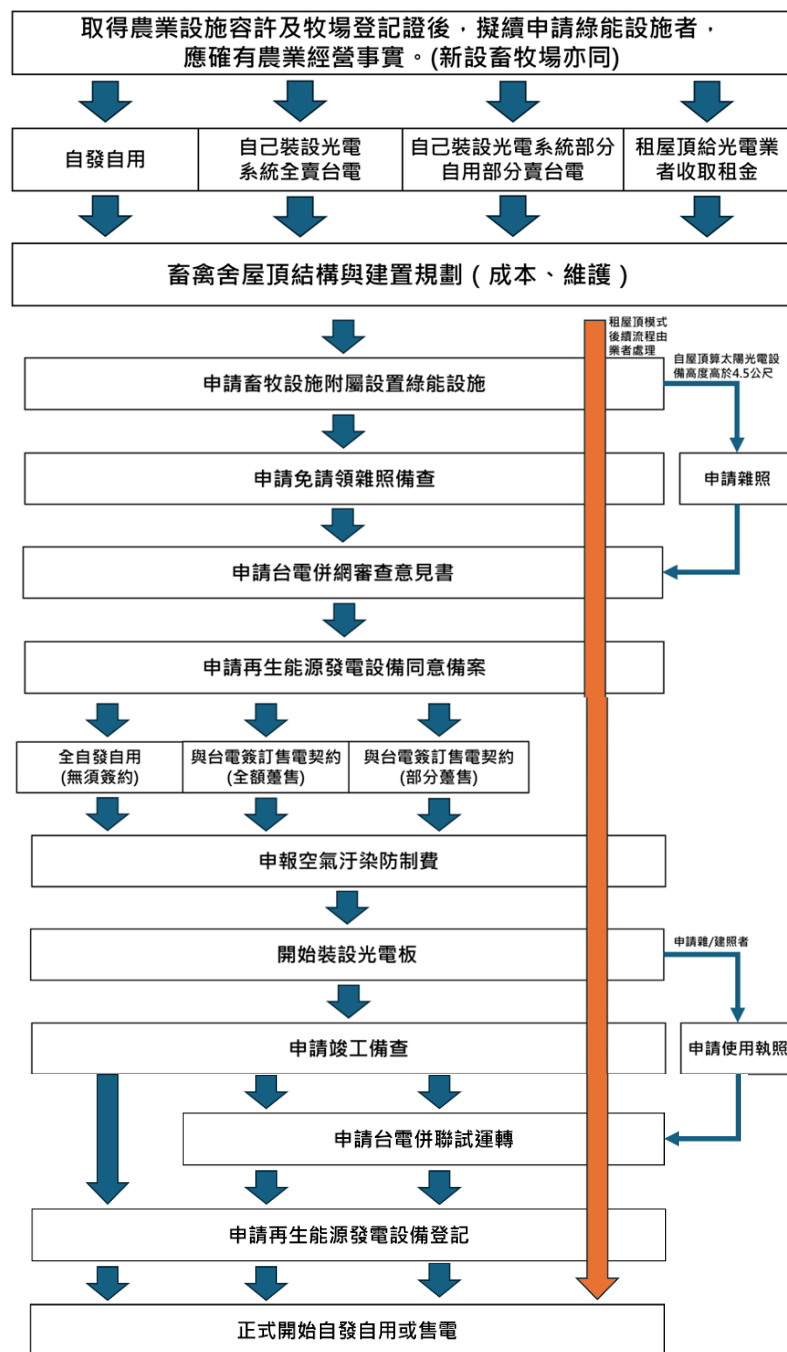 取得農業設施容許及牧場登記證後，擬續申請綠能設施者，
應確有農業經營事實。(新設畜牧場亦同)
自發自用
自己裝設光電
系統全賣台電
自己裝設光電系統部分
自用部分賣台電
租屋頂給光電業
者收取租金
畜禽舍屋頂結構與建置規劃（成本、維護）
租屋頂模式
後續流程由
業者處理
自屋頂算太陽光電設
備高度高於4.5公尺
申請畜牧設施附屬設置綠能設施
申請免請領雜照備查
申請雜照
申請台電併網審查意見書
申請再生能源發電設備同意備案
全自發自用
(無須簽約)
與台電簽訂售電契約
(全額躉售)
與台電簽訂售電契約
(部分躉售)
申報空氣汙染防制費
開始裝設光電板
申請雜/建照者
申請竣工備查
申請使用執照
申請台電併聯試運轉
申請再生能源發電設備登記
正式開始自發自用或售電